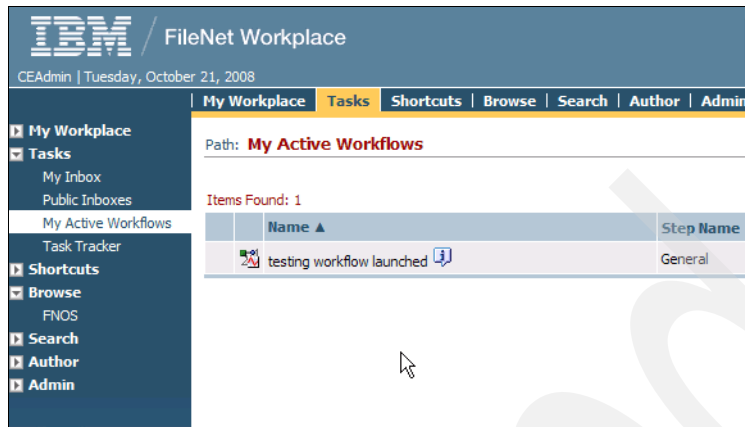 IBM / FileNet Workplace
CEAdmin | Tuesday, October 21, 2008
My Workplace Tasks Shortcuts | Browse | Search | Author | Admin
My Workplace
Tasks
My Inbox
Public Inboxes
My Active Workflows
Task Tracker
Shortcuts
Browse
FNOS
Search
Author
Admin
Path: My Active Workflows
Items Found: 1
Name Step Name
testing workflow launched General